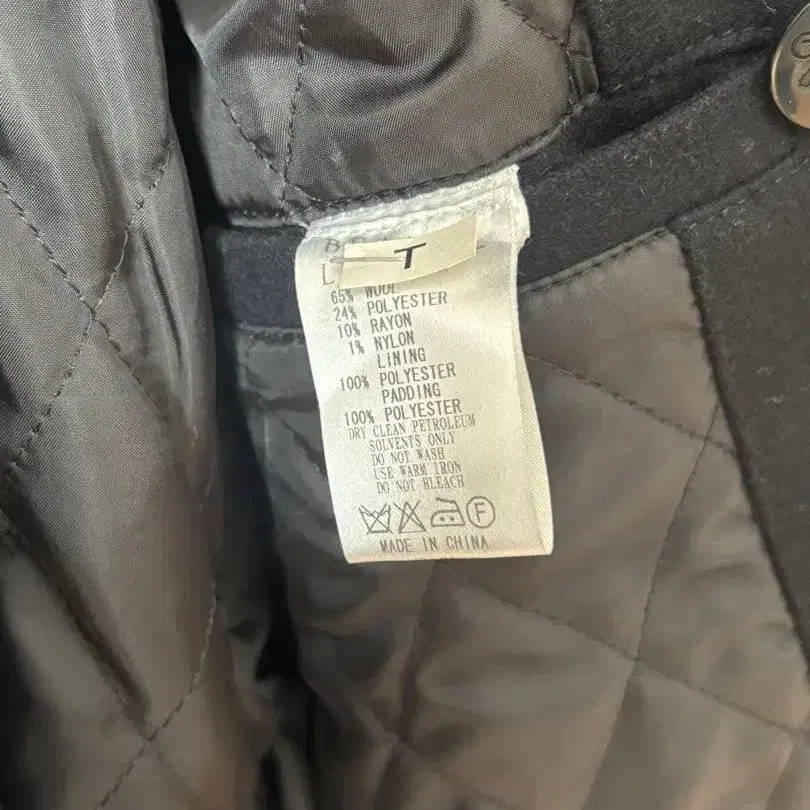 T
65% WOOL
24% POLYESTER
10% RAYON
1% NYLON
LINING
100% POLYESTER
PADDING
100% POLYESTER
DRY CLEAN PETROLEUM
SOLVENTS ONLY
DO NOT WASH
USE WARM IRON
DO NOT BLEACH
F
MADE IN CHINA